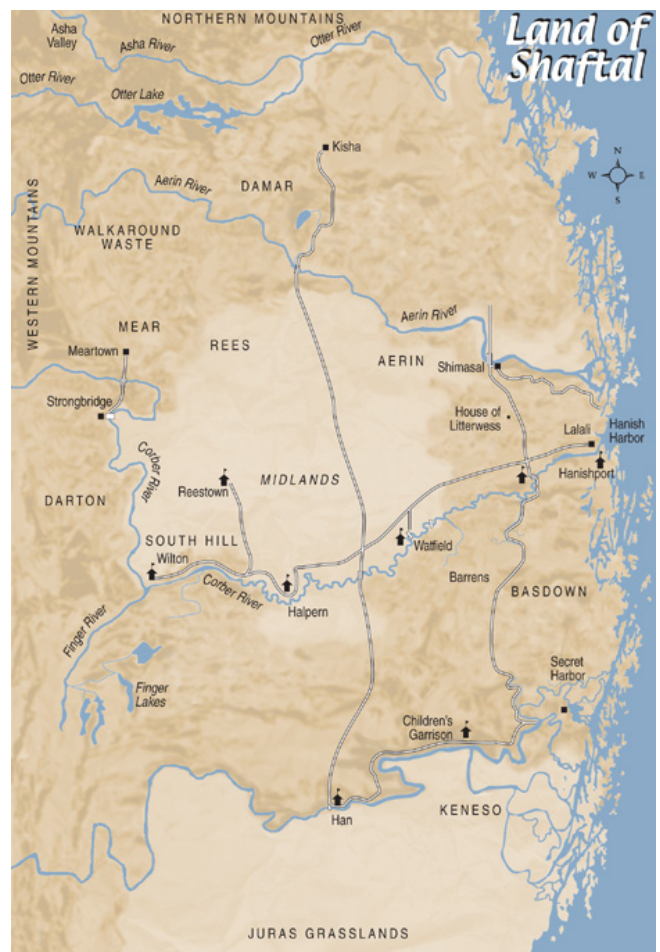 NORTHERN MOUNTAINS
Land of
Shaftal
Asha
Valley
Asha River
Otter River
Otter River
Otter Lake
N
W
E
S
Kisha
DAMAR
Aerin River
WALKAROUND
WASTE
WESTERN MOUNTAINS
Aerin River
MEAR
REES
AERIN
Meartown
Shimasal
Strongbridge
House of
Litterwess
Lalali
Hanish
Harbor
Corber River
Hanishport
MIDLANDS
Reestown
DARTON
SOUTH HILL
Watfield
Wilton
Corber River
Barrens
BASDOWN
Halpern
Finger River
Secret
Harbor
Finger
Lakes
Children's
Garrison
KENESO
Han
JURAS GRASSLANDS